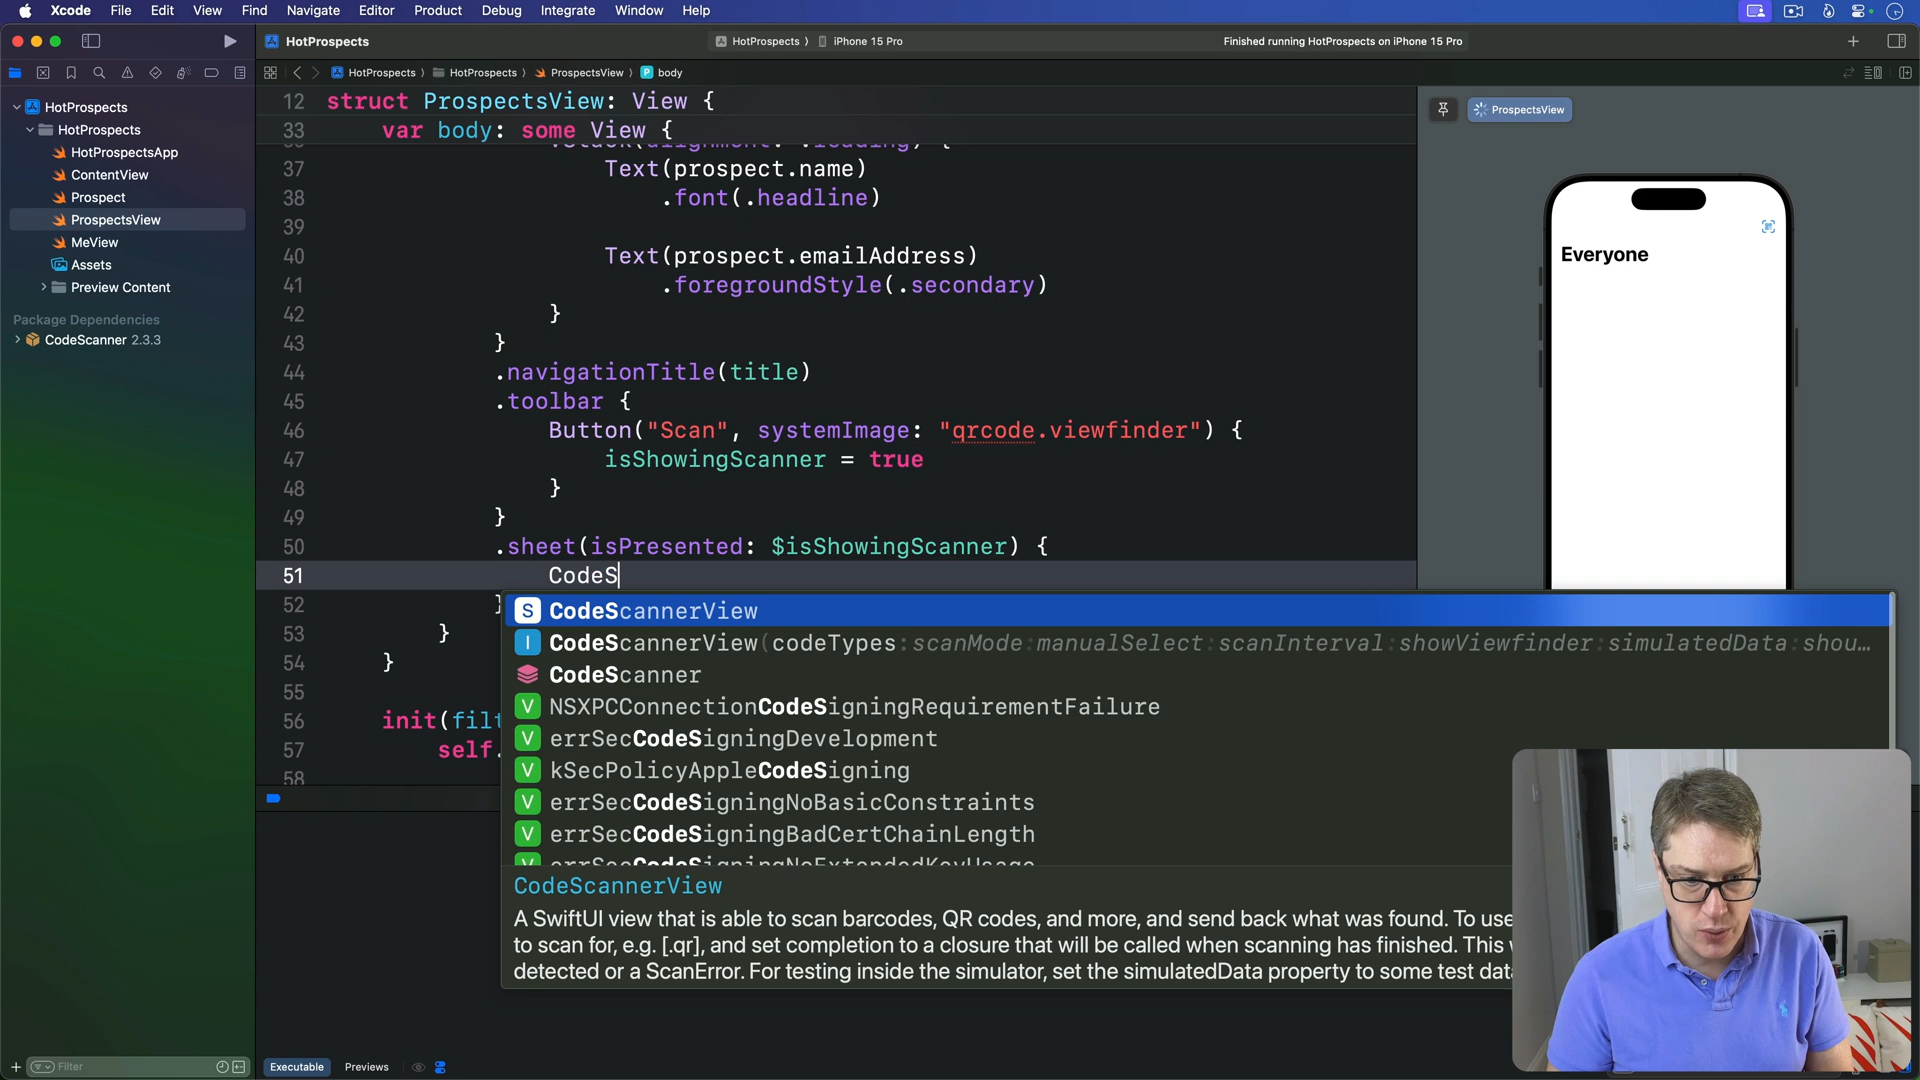 Xcode File Edit View Find Navigate Editor Product Debug Integrate Window Help
HotProspects
HotProspects 〉 iPhone 15 Pro
Finished running HotProspects on iPhone 15 Pro
HotProspects 〉 HotProspects 〉 ProspectsView 〉 P body
HotProspects
HotProspects
HotProspectsApp
ContentView
Prospect
ProspectsView
MeView
Assets
Preview Content
Package Dependencies
CodeScanner 2.3.3
Filter
12 struct ProspectsView: View {
33 var body: some View {
37 Text(prospect.name)
38 .font(.headline)
39
40 Text(prospect.emailAddress)
41 .foregroundStyle(.secondary)
42 }
43 }
44 .navigationTitle(title)
45 .toolbar {
46 Button("Scan", systemImage: "qrcode.viewfinder") {
47 isShowingScanner = true
48 }
49 }
50 .sheet(isPresented: $isShowingScanner) {
51 CodeS
52 }
53 }
54 }
55
56 init(filt
57 self.
58
S CodeScannerView
I CodeScannerView(codeTypes:scanMode:manualSelect:scanInterval:showViewfinder:simulatedData:shou…
CodeScanner
V NSXPCConnectionCodeSigningRequirementFailure
V errSecCodeSigningDevelopment
V kSecPolicyAppleCodeSigning
V errSecCodeSigningNoBasicConstraints
V errSecCodeSigningBadCertChainLength
V errSecCodeSigningNoExtendedKeyUsage
CodeScannerView
A SwiftUI view that is able to scan barcodes, QR codes, and more, and send back what was found. To use
to scan for, e.g. [.qr], and set completion to a closure that will be called when scanning has finished. This
detected or a ScanError. For testing inside the simulator, set the simulatedData property to some test dat
ProspectsView
Everyone
Executable Previews